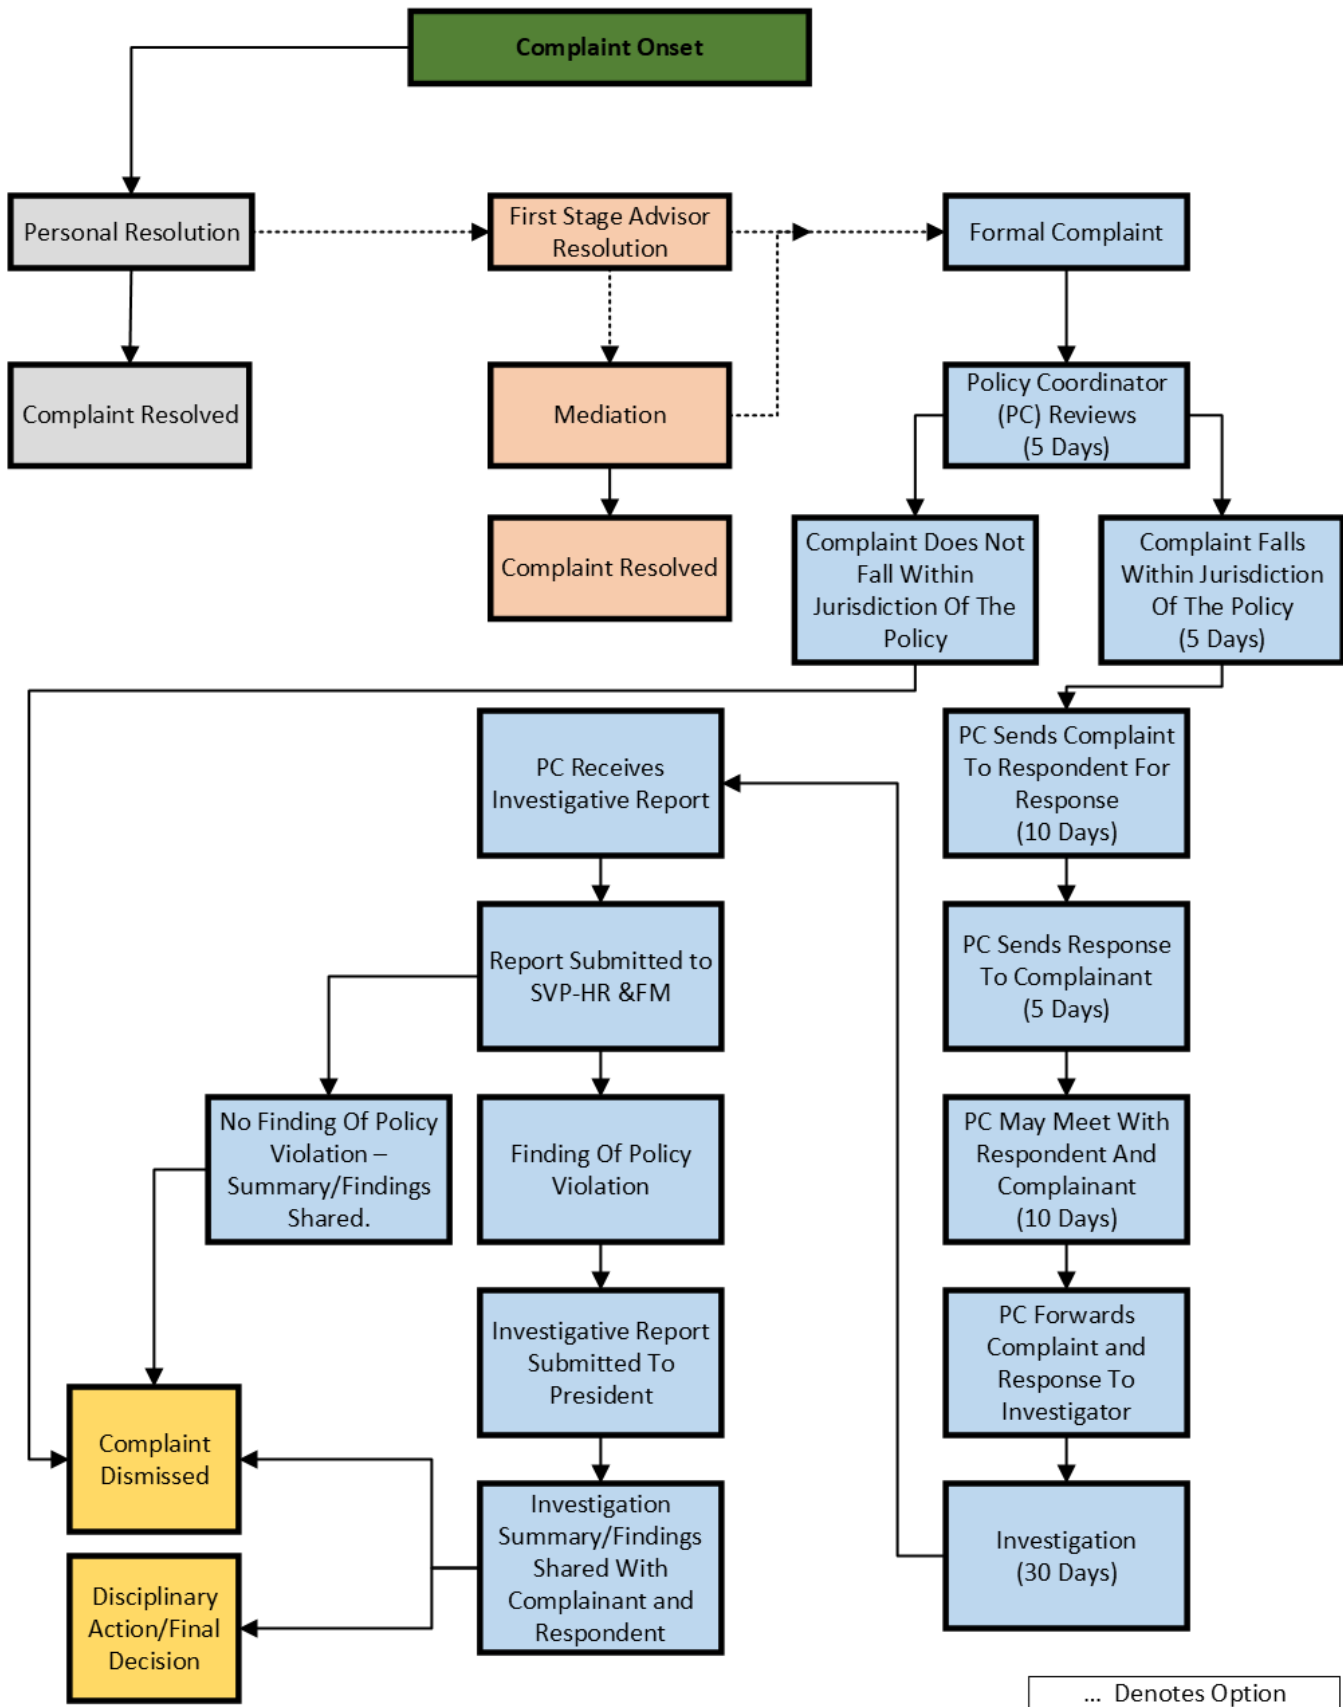 Complaint Onset
Personal Resolution
First Stage Advisor
Resolution
Formal Complaint
Complaint Resolved
Mediation
Policy Coordinator
(PC) Reviews
(5 Days)
Complaint Resolved
Complaint Does Not
Fall Within
Jurisdiction Of The
Policy
Complaint Falls
Within Jurisdiction
Of The Policy
(5 Days)
PC Receives
Investigative Report
PC Sends Complaint
To Respondent For
Response
(10 Days)
Report Submitted to
SVP-HR &FM
PC Sends Response
To Complainant
(5 Days)
No Finding Of Policy
Violation –
Summary/Findings
Shared.
Finding Of Policy
Violation
PC May Meet With
Respondent And
Complainant
(10 Days)
Investigative Report
Submitted To
President
PC Forwards
Complaint and
Response To
Investigator
Complaint
Dismissed
Investigation
Summary/Findings
Shared With
Complainant and
Respondent
Investigation
(30 Days)
Disciplinary
Action/Final
Decision
... Denotes Option